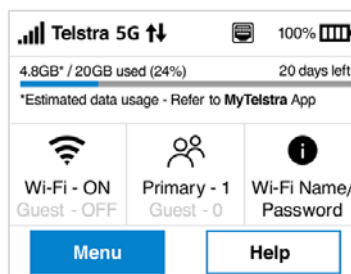 Telstra 5G 100%
4.8GB* / 20GB used (24%) 20 days left
*Estimated data usage - Refer to MyTelstra App
Wi-Fi - ON Primary - 1 Wi-Fi Name/
Guest - OFF Guest - 0 Password
Menu Help